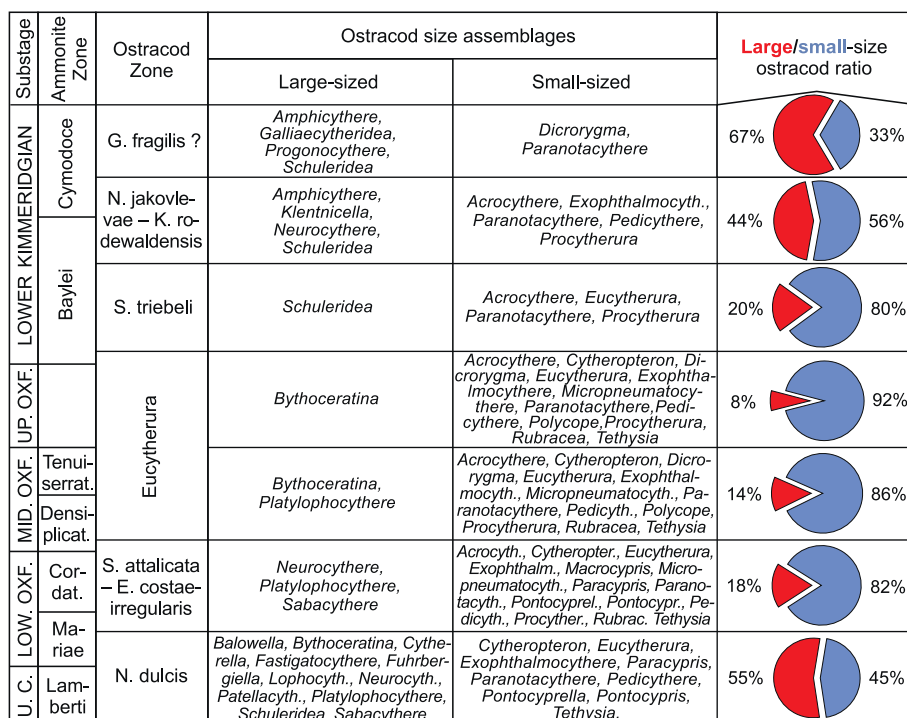 Substage
Ammonite
Zone
Ostracod
Zone
Ostracod size assemblages
Large-sized
Small-sized
Large/small-size
ostracod ratio
LOWER KIMMERIDGIAN
Cymodoce
G. fragilis ?
Amphicythere,
Galliaecytheridea,
Progonocythere,
Schuleridea
Dicrorygma,
Paranotacythere
67%
33%
N. jakovle-
vae – K. ro-
dewaldensis
Amphicythere,
Klentnicella,
Neurocythere,
Schuleridea
Acrocythere, Exophthalmocyth.,
Paranotacythere, Pedicythere,
Procytherura
44%
56%
Baylei
S. triebeli
Schuleridea
Acrocythere, Eucytherura,
Paranotacythere, Procytherura
20%
80%
UP. OXF.
Eucytherura
Bythoceratina
Acrocythere, Cytheropteron, Di-
crorygma, Eucytherura, Exophtha-
lmocythere, Micropneumatocy-
there, Paranotacythere,Pedi-
cythere, Polycope,Procytherura,
Rubracea, Tethysia
8%
92%
MID. OXF.
Tenui-
serrat.
Densi-
plicat.
Bythoceratina,
Platylophocythere
Acrocythere, Cytheropteron, Dicro-
rygma, Eucytherura, Exophthal-
mocyth., Micropneumatocyth., Pa-
ranotacythere, Pedicyth., Polycope,
Procytherura, Rubracea, Tethysia
14%
86%
LOW. OXF.
Cor-
dat.
S. attalicata
– E. costae-
irregularis
Neurocythere,
Platylophocythere,
Sabacythere
Acrocyth., Cytheropter., Eucytherura,
Exophthalm., Macrocypris, Micro-
pneumatocyth., Paracypris, Parano-
tacyth., Pontocyprel., Pontocypr., Pe-
dicyth., Procyther., Rubrac. Tethysia
18%
82%
Ma-
riae
U. C.
Lam-
berti
N. dulcis
Balowella, Bythoceratina, Cythe-
rella, Fastigatocythere, Fuhrber-
giella, Lophocyth., Neurocyth.,
Patellacyth., Platylophocythere,
Schuleridea, Sabacythere
Cytheropteron, Eucytherura,
Exophthalmocythere, Paracypris,
Paranotacythere, Pedicythere,
Pontocyprella, Pontocypris,
Tethysia.
55%
45%